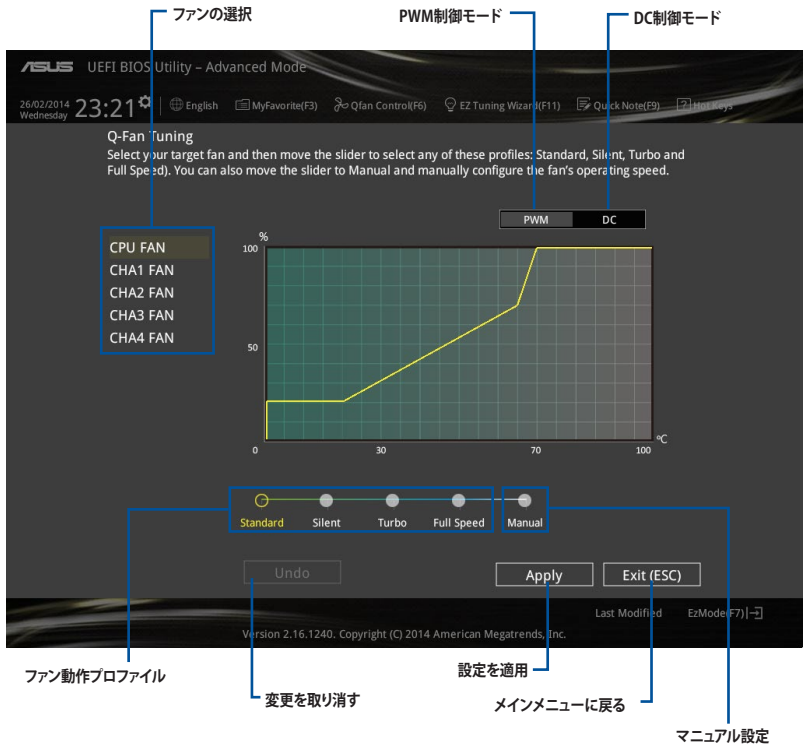 ファンの選択
PWM制御モード
DC制御モード
ASUS UEFI BIOS Utility – Advanced Mode
26/02/2014
Wednesday
23:21
English
MyFavorite(F3)
Qfan Control(F6)
EZ Tuning Wizard(F11)
Quick Note(F9)
? Hot Keys
Q-Fan Tuning
Select your target fan and then move the slider to select any of these profiles: Standard, Silent, Turbo and
Full Speed). You can also move the slider to Manual and manually configure the fan's operating speed.
PWM DC
CPU FAN
CHA1 FAN
CHA2 FAN
CHA3 FAN
CHA4 FAN
%
100
50
0 30 70 100
ºC
Standard Silent Turbo Full Speed Manual
Undo Apply Exit (ESC)
Last Modified EzMode(F7)
Version 2.16.1240. Copyright (C) 2014 American Megatrends, Inc.
ファン動作プロファイル
変更を取り消す
設定を適用
メインメニューに戻る
マニュアル設定